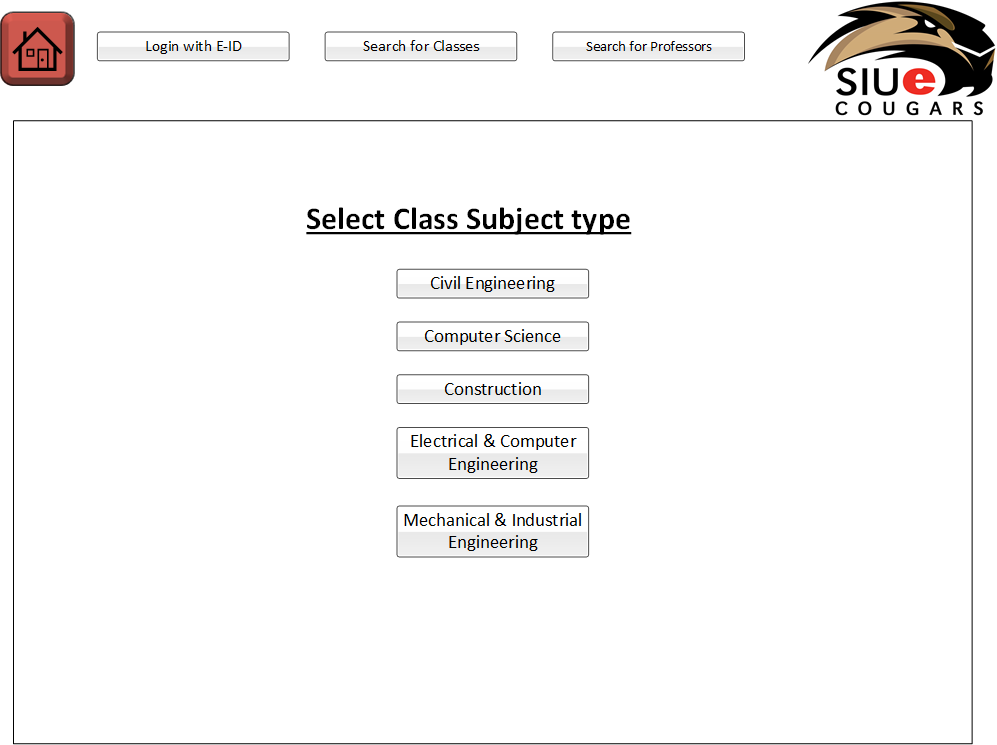 Login with E-ID
Search for Classes
Search for Professors
SIUe
COUGARS
Select Class Subject type
Civil Engineering
Computer Science
Construction
Electrical & Computer
Engineering
Mechanical & Industrial
Engineering